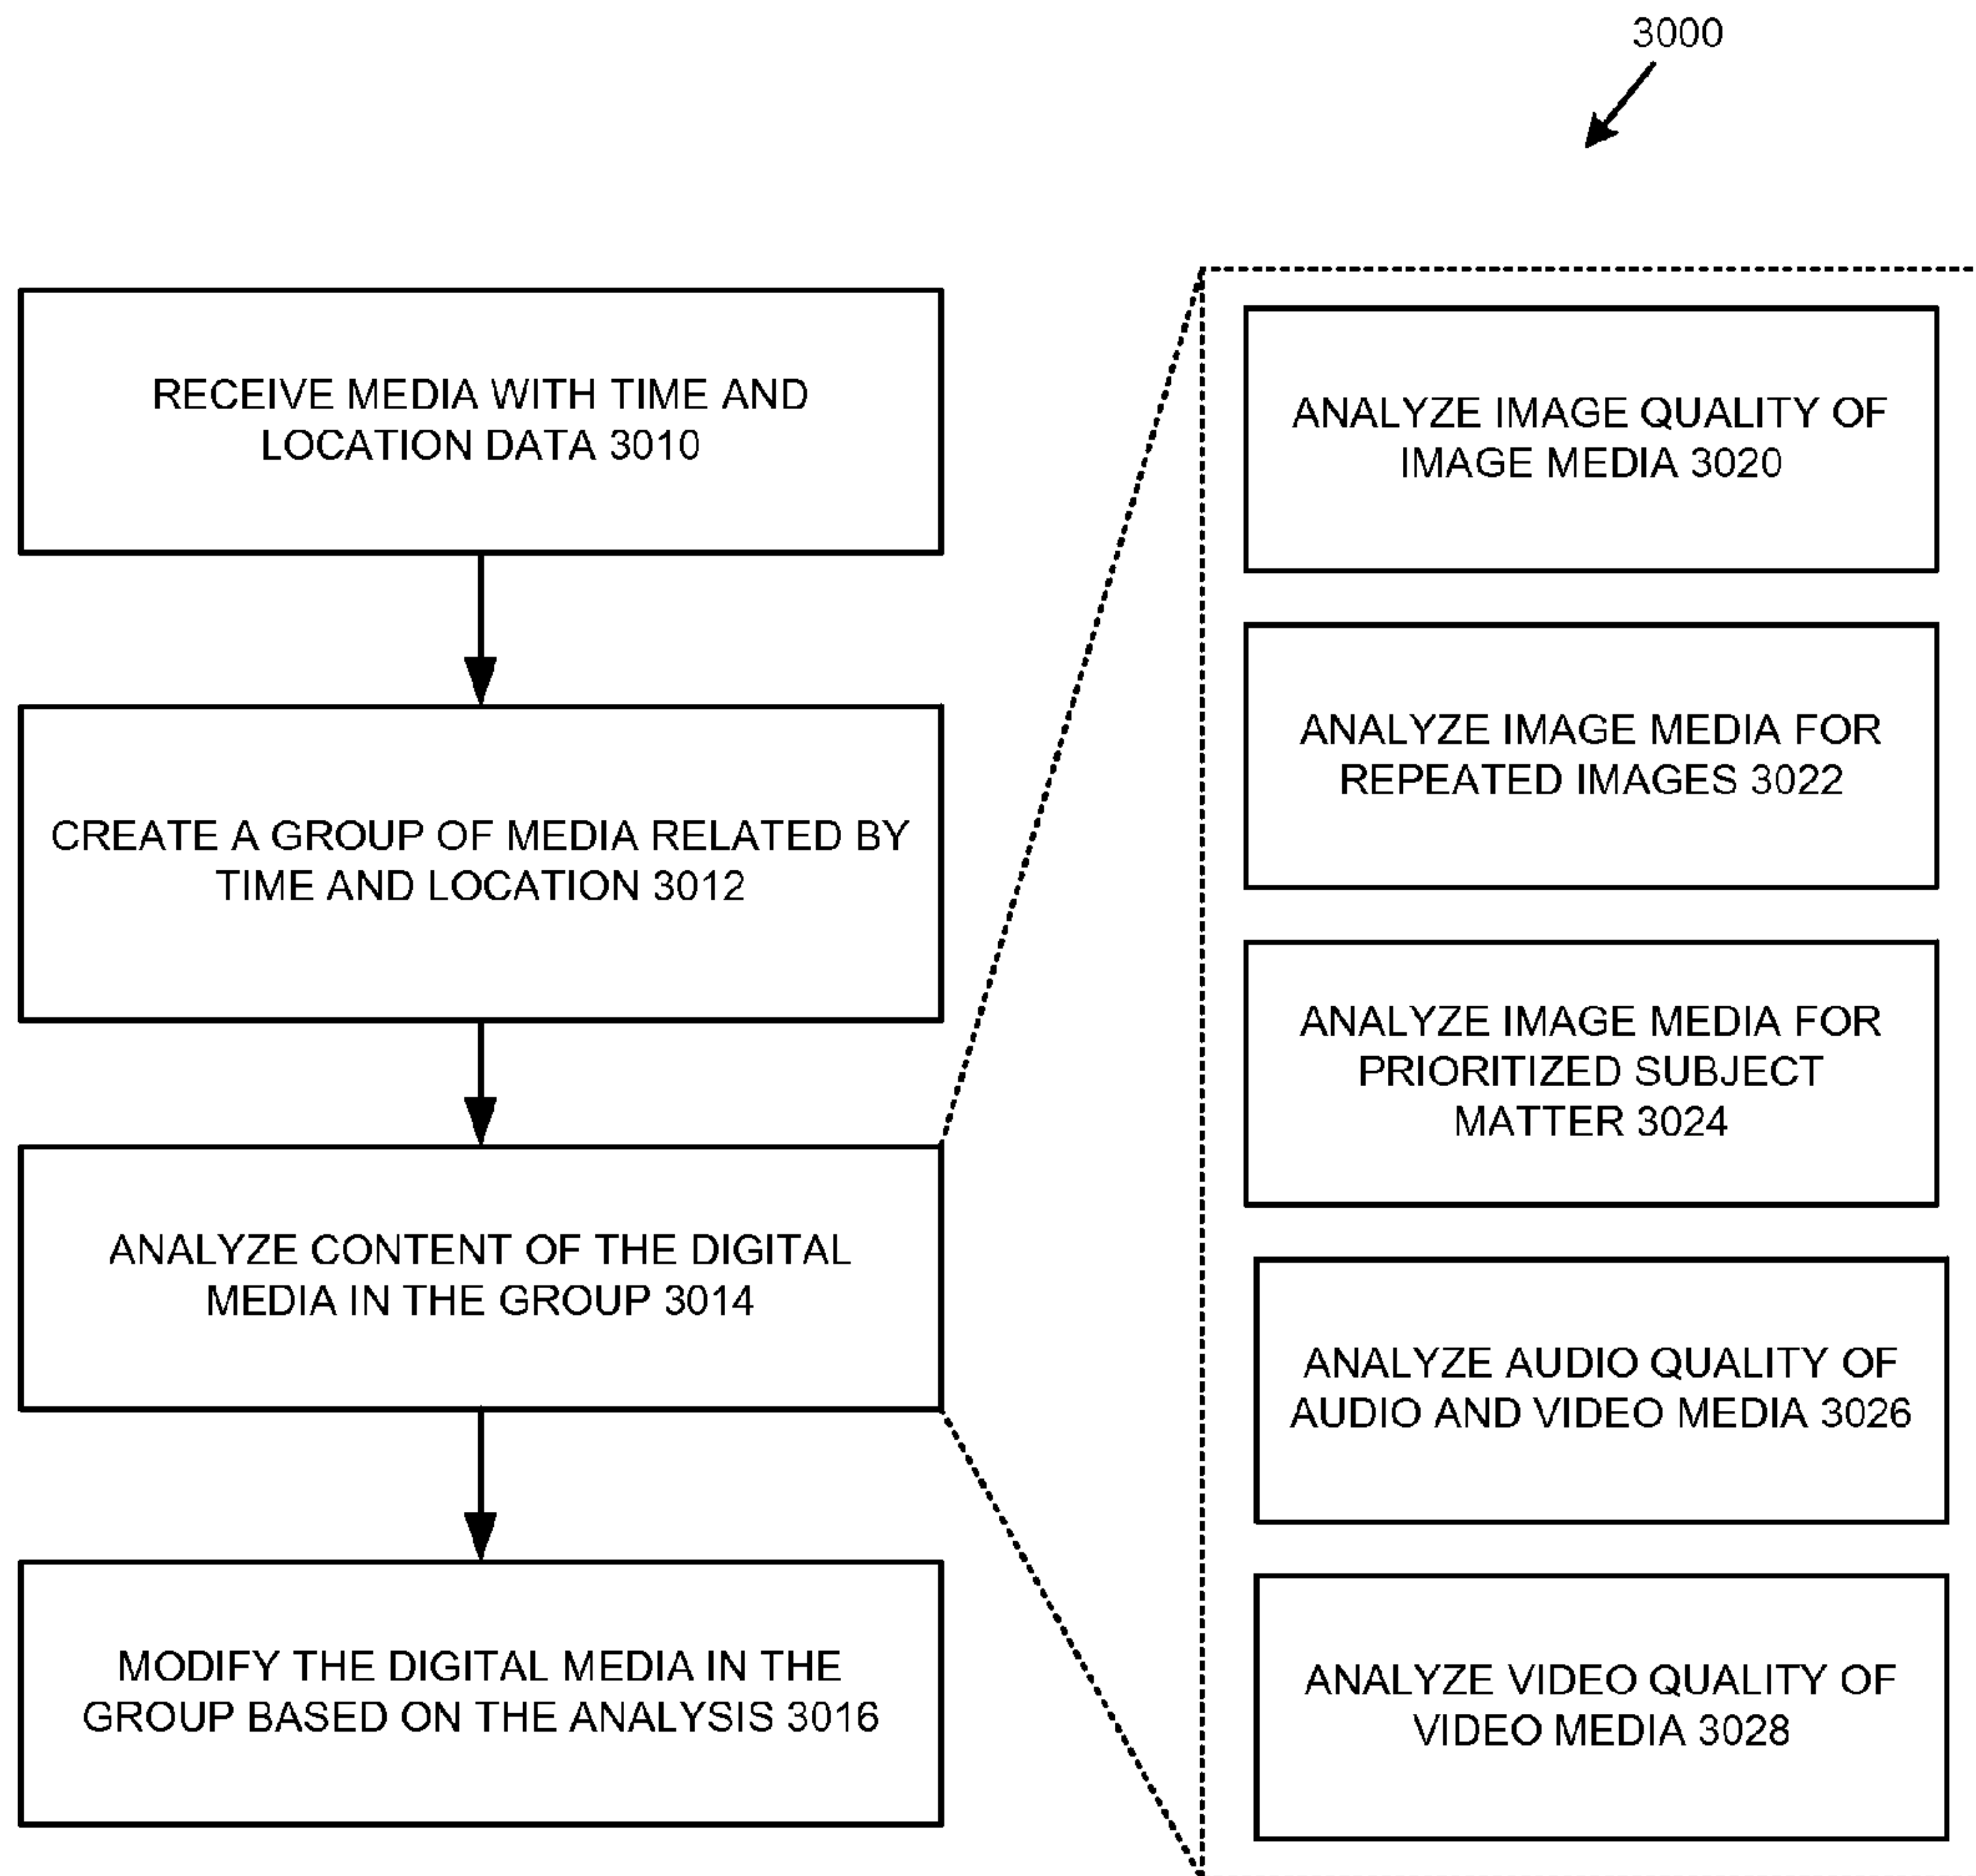 3000
RECEIVE MEDIA WITH TIME AND
LOCATION DATA 3010
CREATE A GROUP OF MEDIA RELATED BY
TIME AND LOCATION 3012
ANALYZE CONTENT OF THE DIGITAL
MEDIA IN THE GROUP 3014
MODIFY THE DIGITAL MEDIA IN THE
GROUP BASED ON THE ANALYSIS 3016
ANALYZE IMAGE QUALITY OF
IMAGE MEDIA 3020
ANALYZE IMAGE MEDIA FOR
REPEATED IMAGES 3022
ANALYZE IMAGE MEDIA FOR
PRIORITIZED SUBJECT
MATTER 3024
ANALYZE AUDIO QUALITY OF
AUDIO AND VIDEO MEDIA 3026
ANALYZE VIDEO QUALITY OF
VIDEO MEDIA 3028